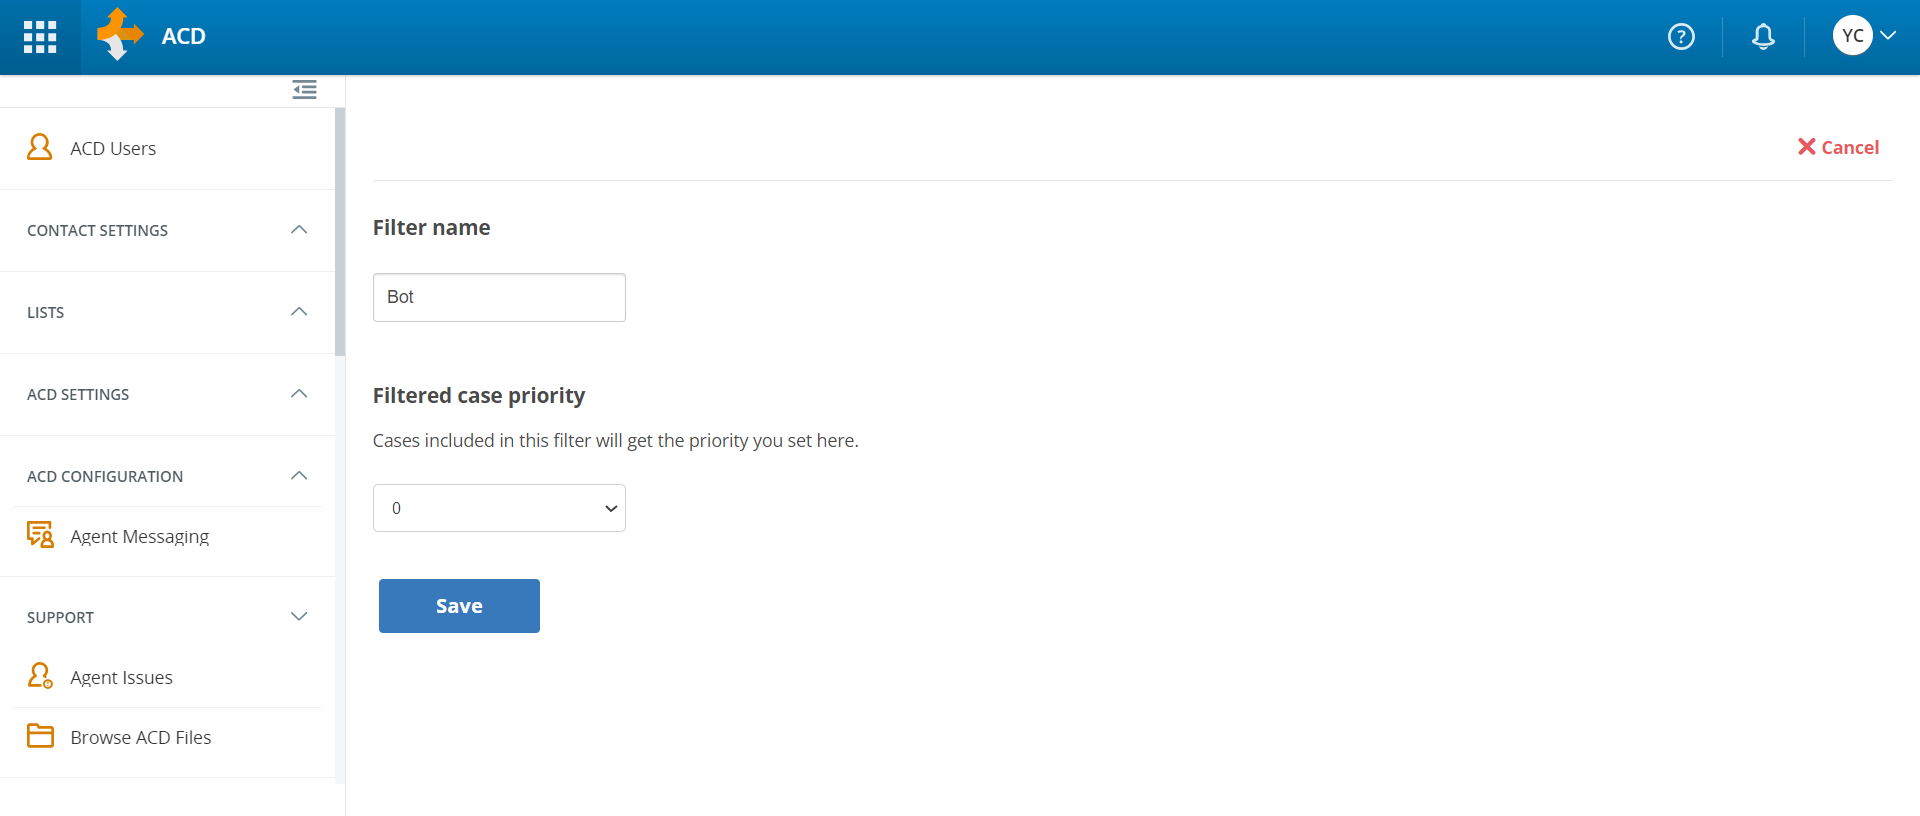 ACD
?
YC
ACD Users
CONTACT SETTINGS
LISTS
ACD SETTINGS
ACD CONFIGURATION
Agent Messaging
SUPPORT
Agent Issues
Browse ACD Files
Cancel
Filter name
Bot
Filtered case priority
Cases included in this filter will get the priority you set here.
0
Save